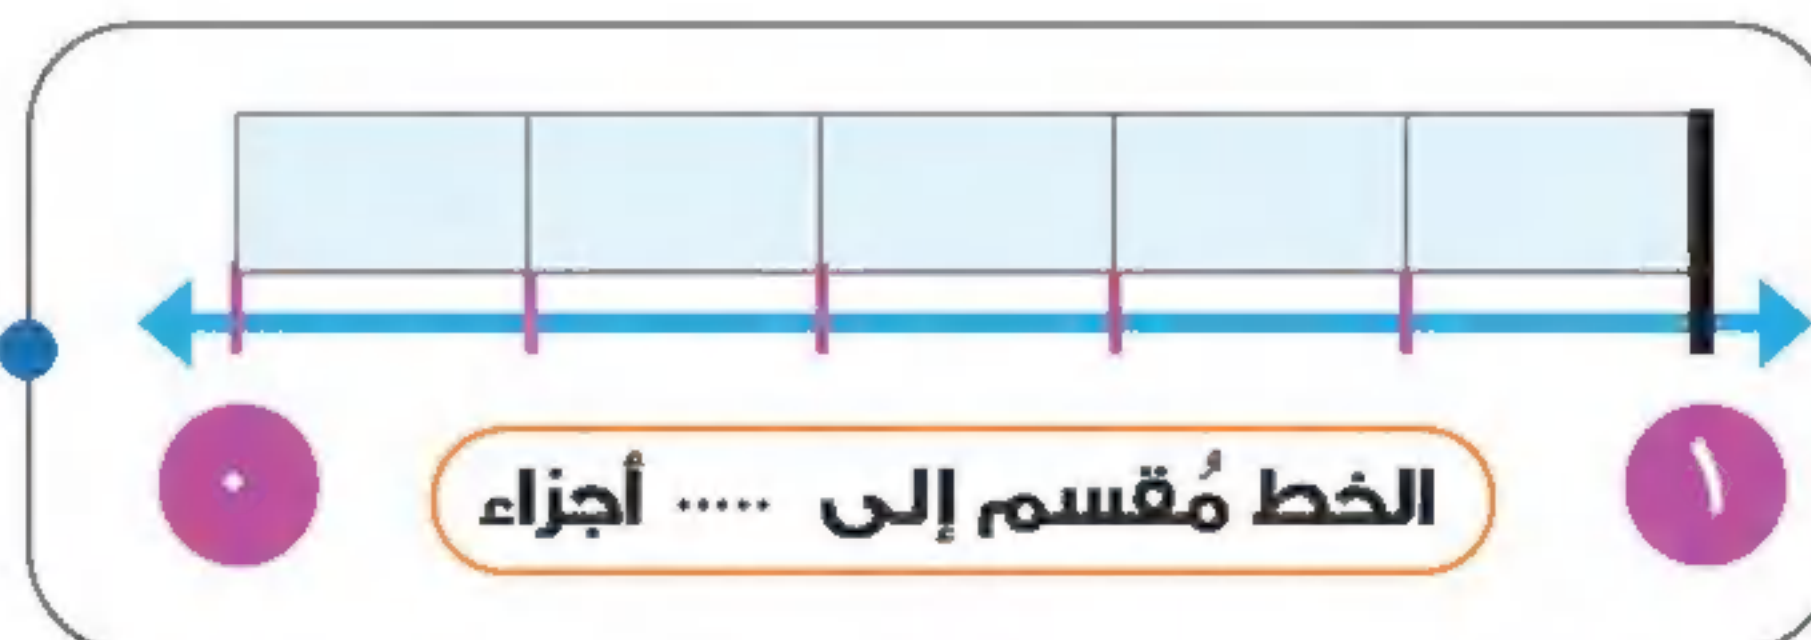 ٠
الخط مُقسم إلى ..... أجزاء
١